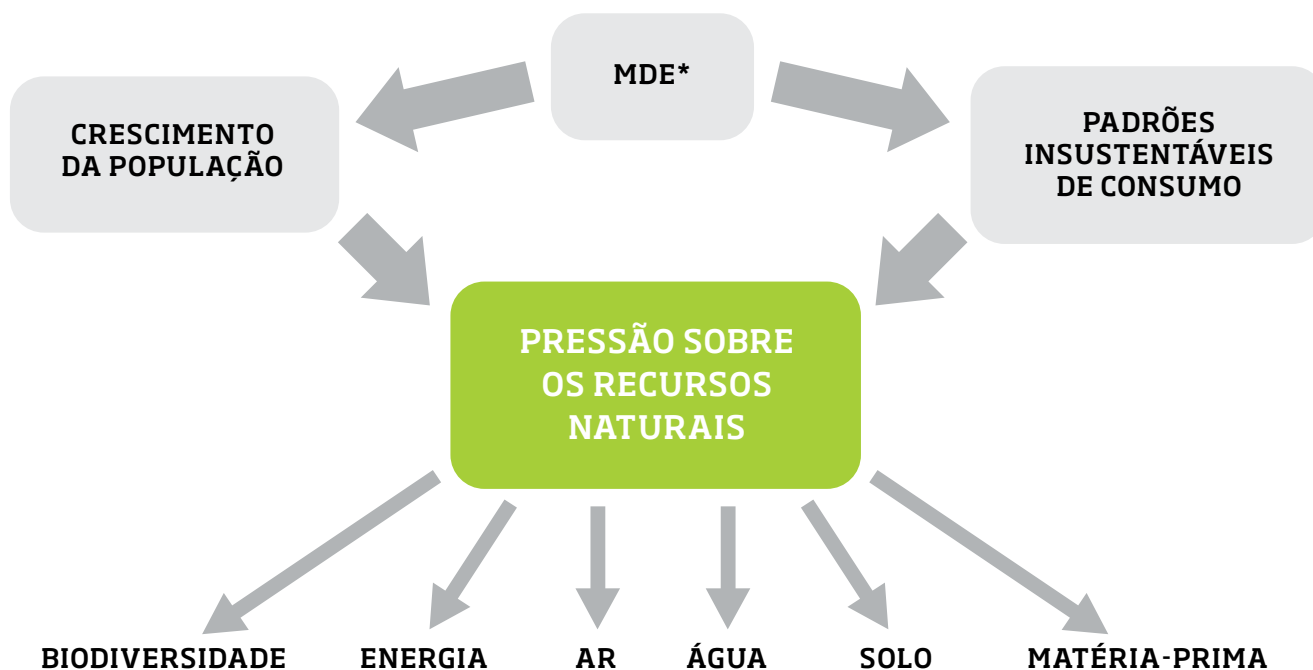 MDE*
CRESCIMENTO
DA POPULAÇÃO
PADRÕES
INSUSTENTÁVEIS
DE CONSUMO
PRESSÃO SOBRE
OS RECURSOS
NATURAIS
BIODIVERSIDADE
ENERGIA
AR
ÁGUA
SOLO
MATÉRIA-PRIMA